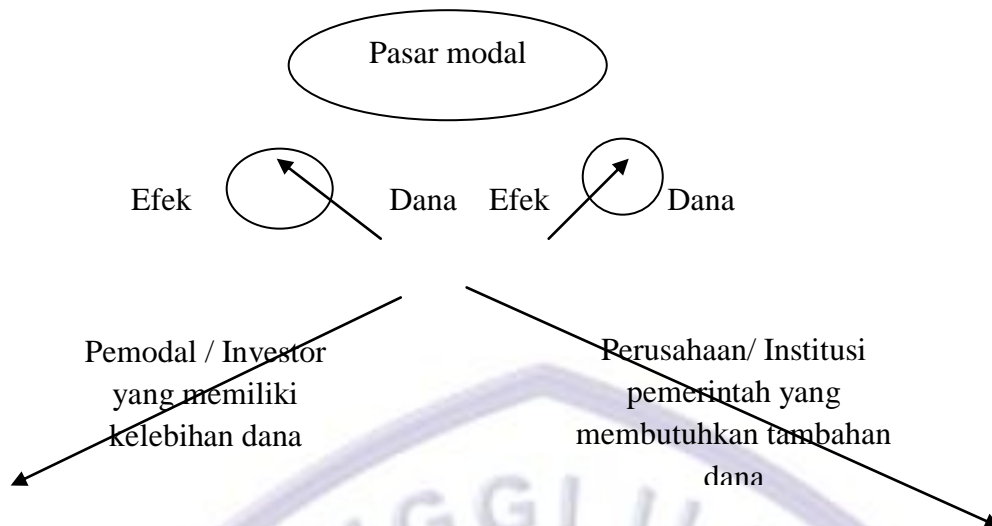 Pasar modal
Efek Dana Efek Dana
Pemodal / Investor
yang memiliki
kelebihan dana
Perusahaan/ Institusi
pemerintah yang
membutuhkan tambahan
dana